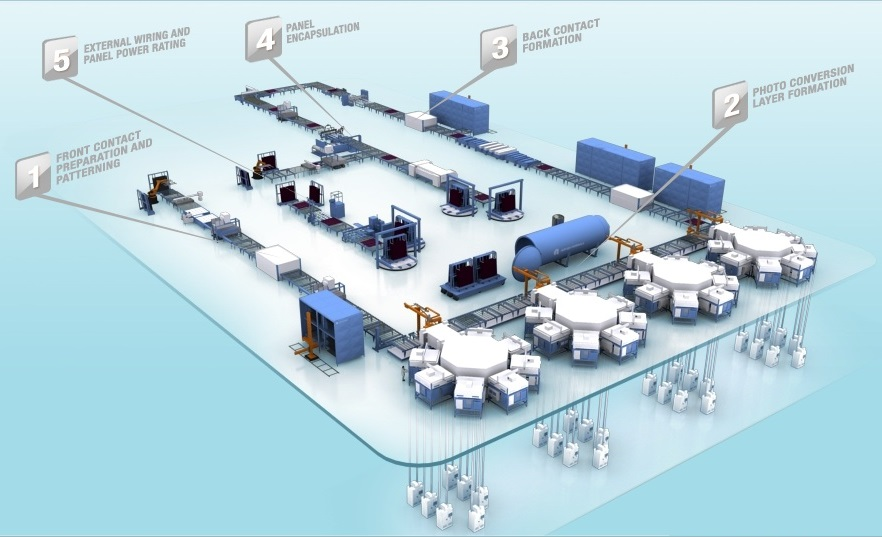 5
EXTERNAL WIRING AND
PANEL POWER RATING
4
PANEL
ENCAPSULATION
3
BACK CONTACT
FORMATION
2
PHOTO CONVERSION
LAYER FORMATION
1
FRONT CONTACT
PREPARATION AND
PATTERNING